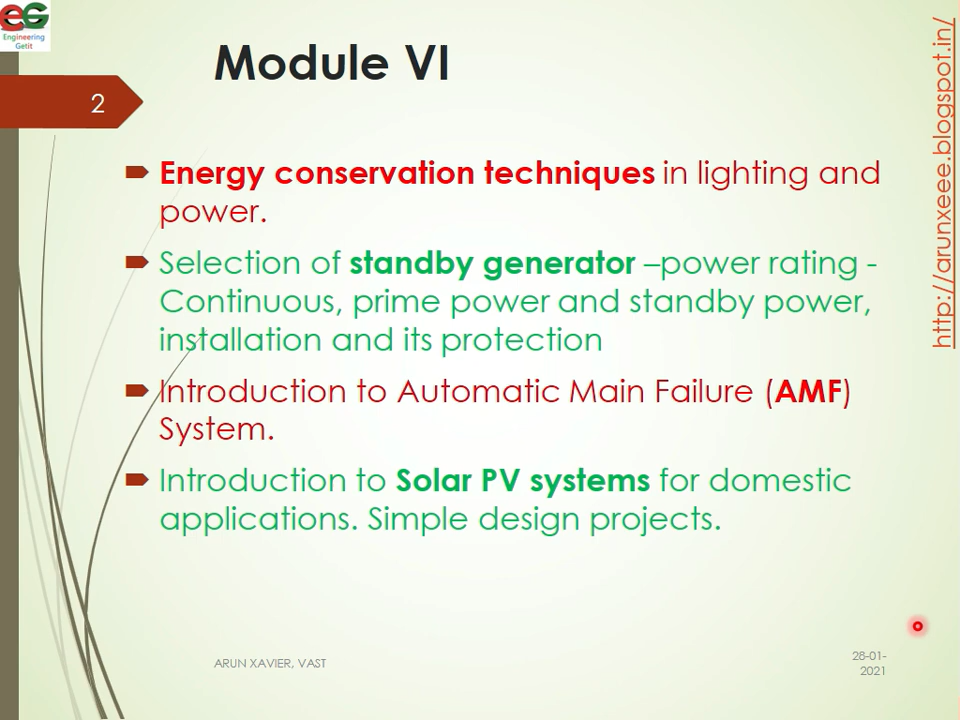 EG
Engineering
Getit
Module VI
2
http://arunxeee.blogspot.in/
Energy conservation techniques in lighting and
power.
Selection of standby generator –power rating -
Continuous, prime power and standby power,
installation and its protection
Introduction to Automatic Main Failure (AMF)
System.
Introduction to Solar PV systems for domestic
applications. Simple design projects.
ARUN XAVIER, VAST
28-01-
2021